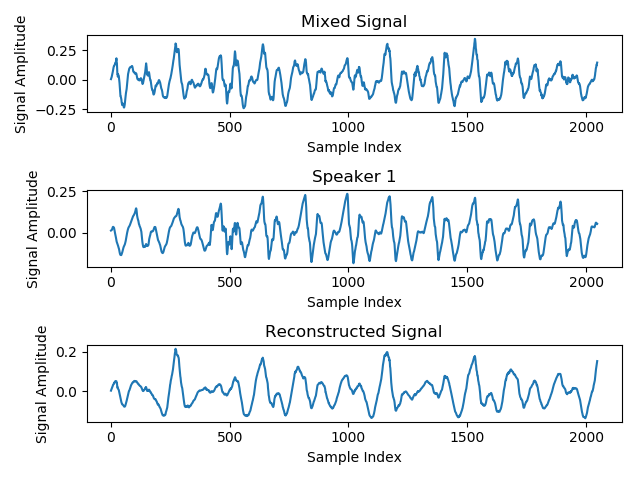 Mixed Signal
Signal Amplitude
0.25
0.00
−0.25
0 500 1000 1500 2000
Sample Index
Speaker 1
Signal Amplitude
0.25
0.00
0 500 1000 1500 2000
Sample Index
Reconstructed Signal
Signal Amplitude
0.2
0.0
0 500 1000 1500 2000
Sample Index